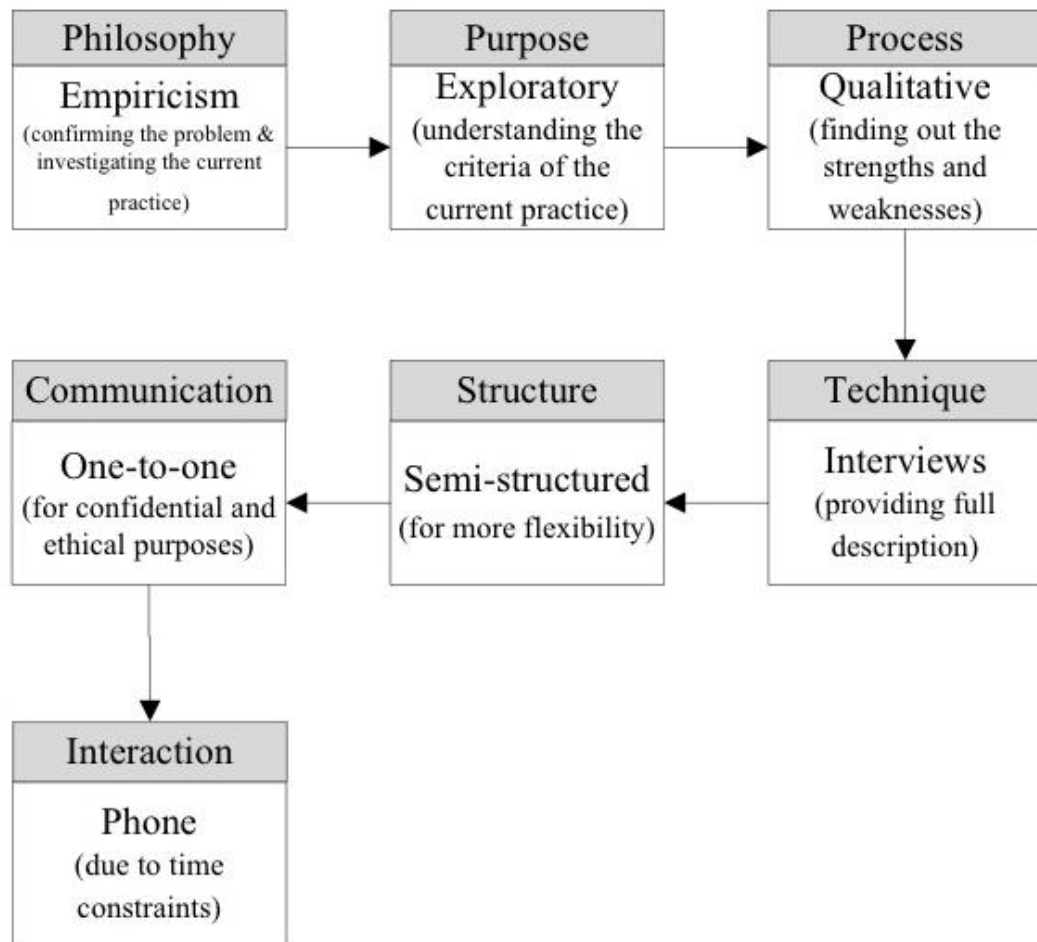 Philosophy
Empiricism
(confirming the problem &
investigating the current
practice)
Purpose
Exploratory
(understanding the
criteria of the
current practice)
Process
Qualitative
(finding out the
strengths and
weaknesses)
Technique
Interviews
(providing full
description)
Structure
Semi-structured
(for more flexibility)
Communication
One-to-one
(for confidential and
ethical purposes)
Interaction
Phone
(due to time
constraints)